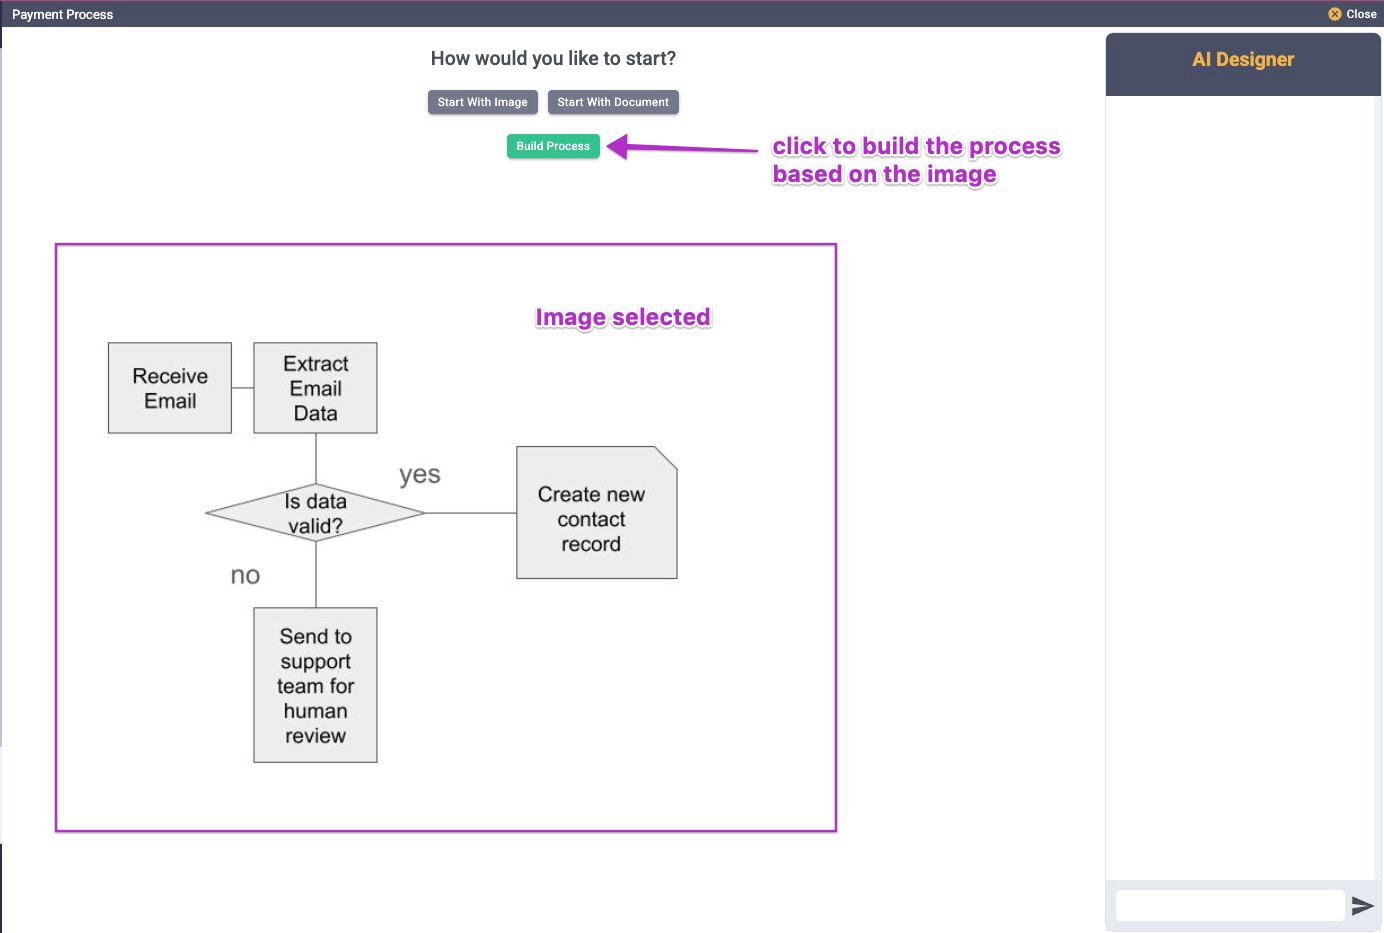 Payment Process
Close
How would you like to start?
AI Designer
Start With Image
Start With Document
Build Process
click to build the process
based on the image
Image selected
Receive
Email
Extract
Email
Data
yes
Is data
valid?
Create new
contact
record
no
Send to
support
team for
human
review